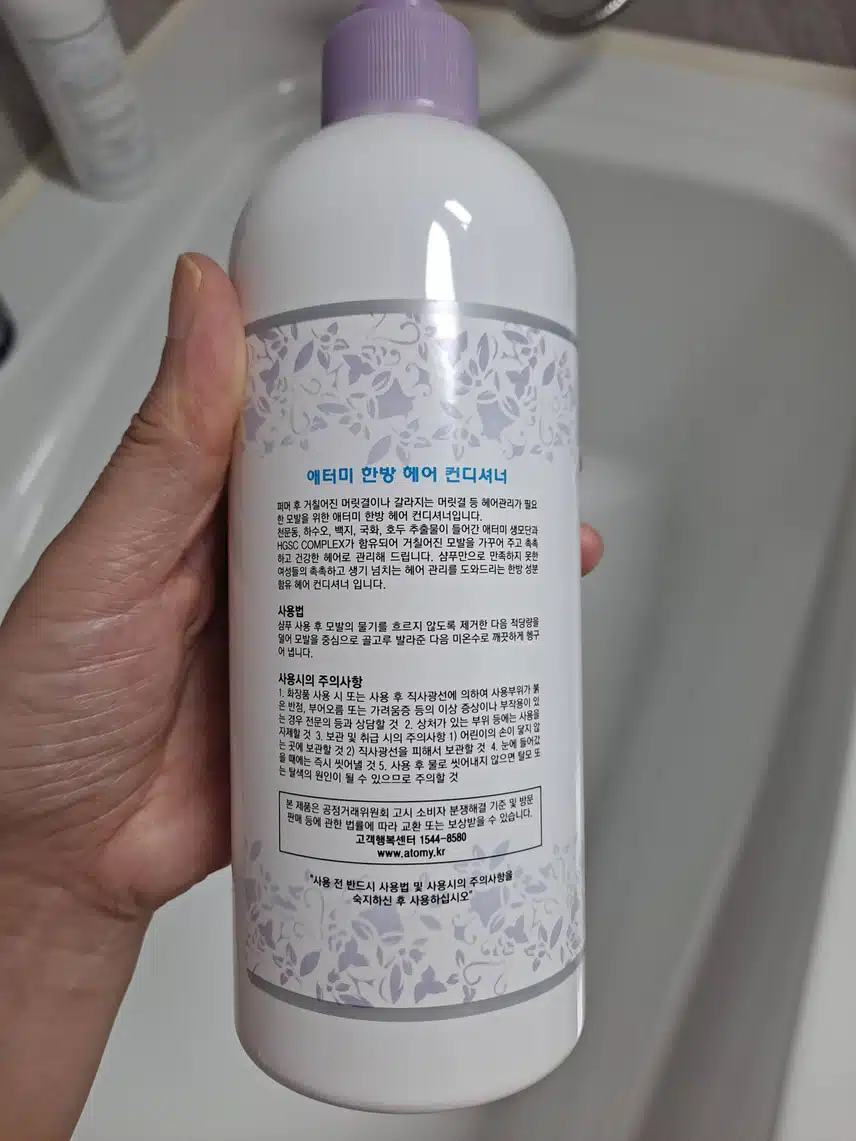 애터미 한방 헤어 컨디셔너
퍼머 후 거칠어진 머릿결이나 갈라지는 머릿결 등 헤어관리가 필요
한 모발을 위한 애터미 한방 헤어 컨디셔너입니다.
천문동, 하수오, 백지, 국화, 호두 추출물이 들어간 애터미 생모단과
HGSC COMPLEX가 함유되어 거칠어진 모발을 가꾸어 주고 촉촉
하고 건강한 헤어로 관리해 드립니다. 샴푸만으로 만족하지 못한
여성들의 촉촉하고 생기 넘치는 헤어 관리를 도와드리는 한방 성분
함유 헤어 컨디셔너 입니다.
사용법
샴푸 사용 후 모발의 물기를 흐르지 않도록 제거한 다음 적당량을
덜어 모발을 중심으로 골고루 발라준 다음 미온수로 깨끗하게 헹구
어 냅니다.
사용시의 주의사항
1. 화장품 사용 시 또는 사용 후 직사광선에 의하여 사용부위가 붉
은 반점, 부어오름 또는 가려움증 등의 이상 증상이나 부작용이 있
는 경우 전문의 등과 상담할 것 2. 상처가 있는 부위 등에는 사용을
자제할 것 3. 보관 및 취급 시의 주의사항 1) 어린이의 손이 닿지 않
는 곳에 보관할 것 2) 직사광선을 피해서 보관할 것 4. 눈에 들어갔
을 때에는 즉시 씻어낼 것 5. 사용 후 물로 씻어내지 않으면 탈모 또
는 탈색의 원인이 될 수 있으므로 주의할 것
본 제품은 공정거래위원회 고시 소비자 분쟁해결 기준 및 방문
판매 등에 관한 법률에 따라 교환 또는 보상받을 수 있습니다.
고객행복센터 1544-8580
www.atomy.kr
"사용 전 반드시 사용법 및 사용시의 주의사항을
숙지하신 후 사용하십시오"